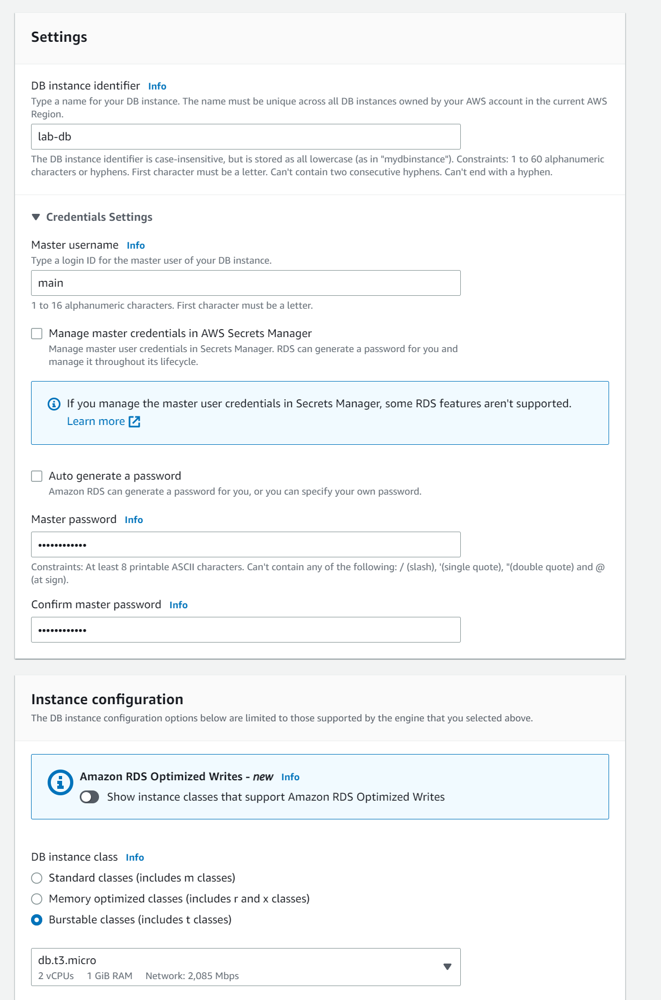 Settings
DB instance identifier Info
Type a name for your DB instance. The name must be unique across all DB instances owned by your AWS account in the current AWS
Region.
lab-db
The DB instance identifier is case-insensitive, but is stored as all lowercase (as in "mydbinstance"). Constraints: 1 to 60 alphanumeric
characters or hyphens. First character must be a letter. Can't contain two consecutive hyphens. Can't end with a hyphen.
Credentials Settings
Master username Info
Type a login ID for the master user of your DB instance.
main
1 to 16 alphanumeric characters. First character must be a letter.
Manage master credentials in AWS Secrets Manager
Manage master user credentials in Secrets Manager. RDS can generate a password for you and
manage it throughout its lifecycle.
If you manage the master user credentials in Secrets Manager, some RDS features aren't supported.
Learn more
Auto generate a password
Amazon RDS can generate a password for you, or you can specify your own password.
Master password Info
••••••••••••
Constraints: At least 8 printable ASCII characters. Can't contain any of the following: / (slash), '(single quote), "(double quote) and @
(at sign).
Confirm master password Info
••••••••••••
Instance configuration
The DB instance configuration options below are limited to those supported by the engine that you selected above.
Amazon RDS Optimized Writes - new Info
Show instance classes that support Amazon RDS Optimized Writes
DB instance class Info
Standard classes (includes m classes)
Memory optimized classes (includes r and x classes)
Burstable classes (includes t classes)
db.t3.micro
2 vCPUs 1 GiB RAM Network: 2,085 Mbps